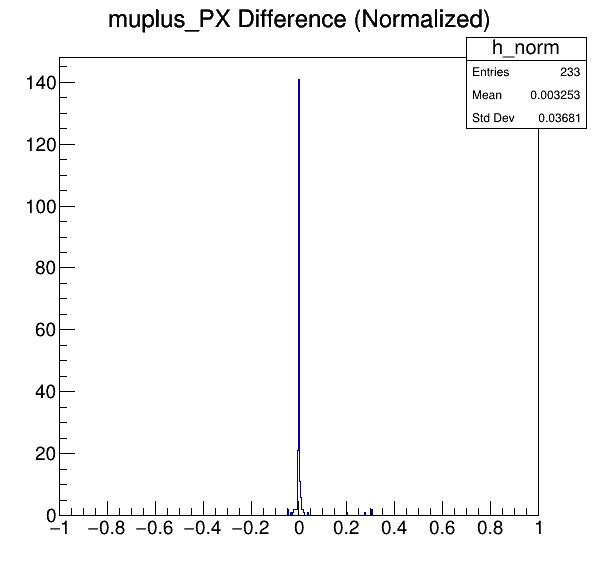 muplus_PX Difference (Normalized)
h_norm
Entries 233
Mean 0.003253
Std Dev 0.03681
140
120
100
80
60
40
20
0
−1 −0.8 −0.6 −0.4 −0.2 0 0.2 0.4 0.6 0.8 1